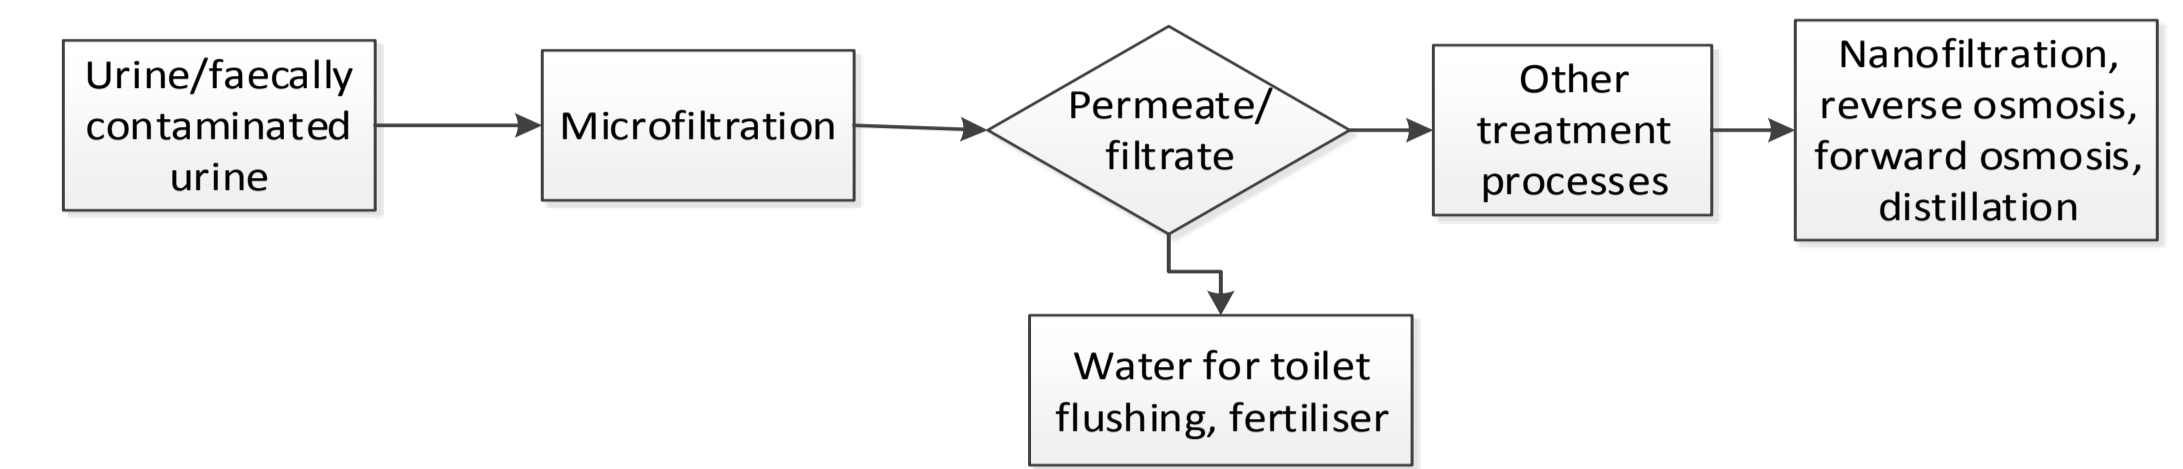 Urine/faecally
contaminated
urine
Microfiltration
Permeate/
filtrate
Other
treatment
processes
Nanofiltration,
reverse osmosis,
forward osmosis,
distillation
Water for toilet
flushing, fertiliser